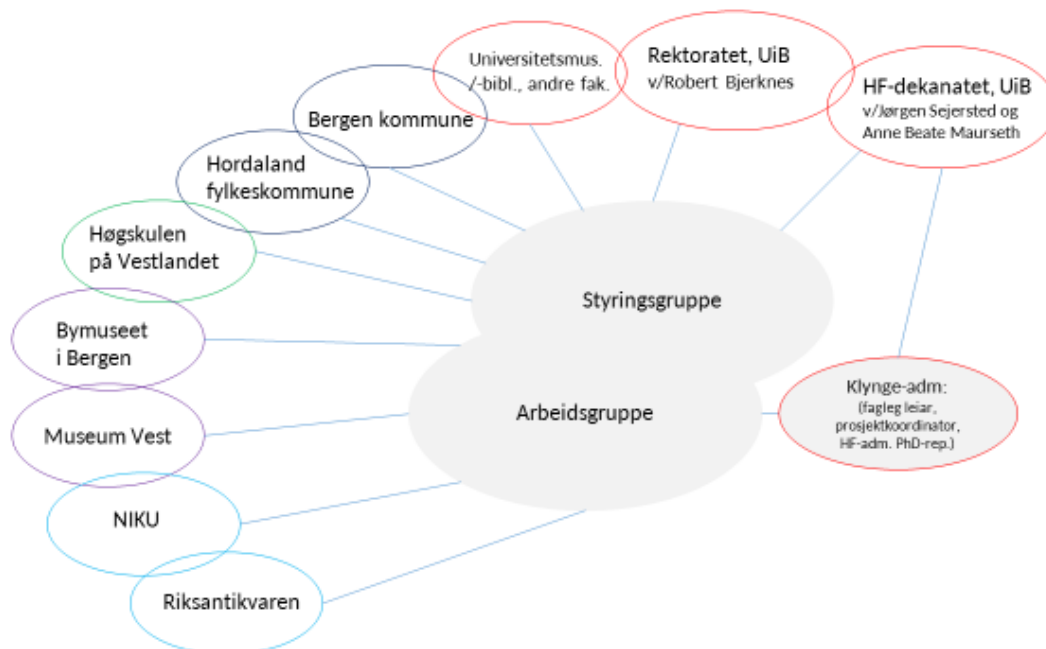 Universitetsmus.
/-bibl., andre fak.
Rektoratet, UiB
v/Robert Bjerknes
HF-dekanatet, UiB
v/Jørgen Sejersted og
Anne Beate Maurseth
Bergen kommune
Hordaland
fylkeskommune
Høgskulen
på Vestlandet
Bymuseet
i Bergen
Museum Vest
NIKU
Riksantikvaren
Styringsgruppe
Arbeidsgruppe
Klynge-adm:
(fagleg leiar,
prosjektkoordinator,
HF-adm. PhD-rep.)